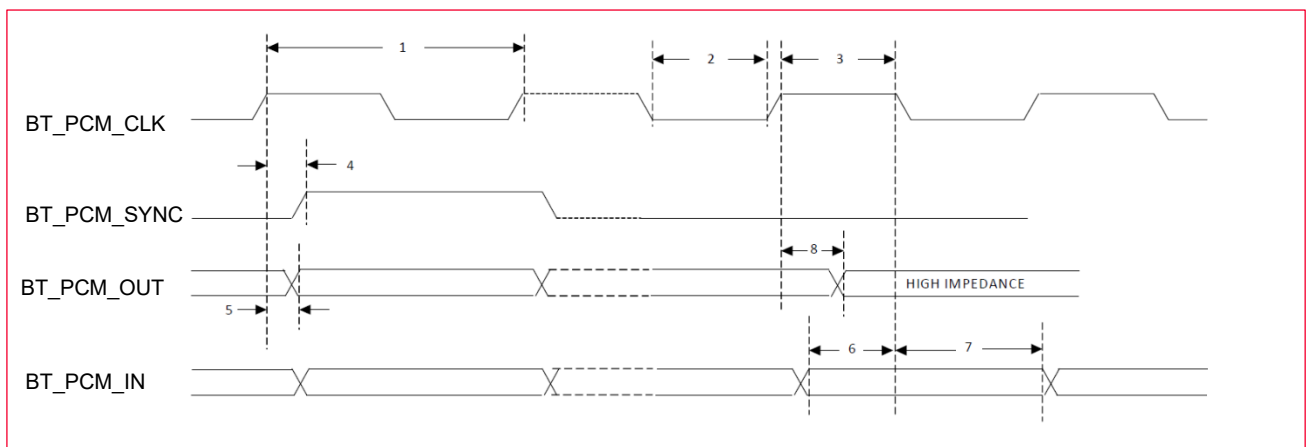 1
2
3
BT_PCM_CLK
4
BT_PCM_SYNC
8
BT_PCM_OUT
HIGH IMPEDANCE
5
6
7
BT_PCM_IN